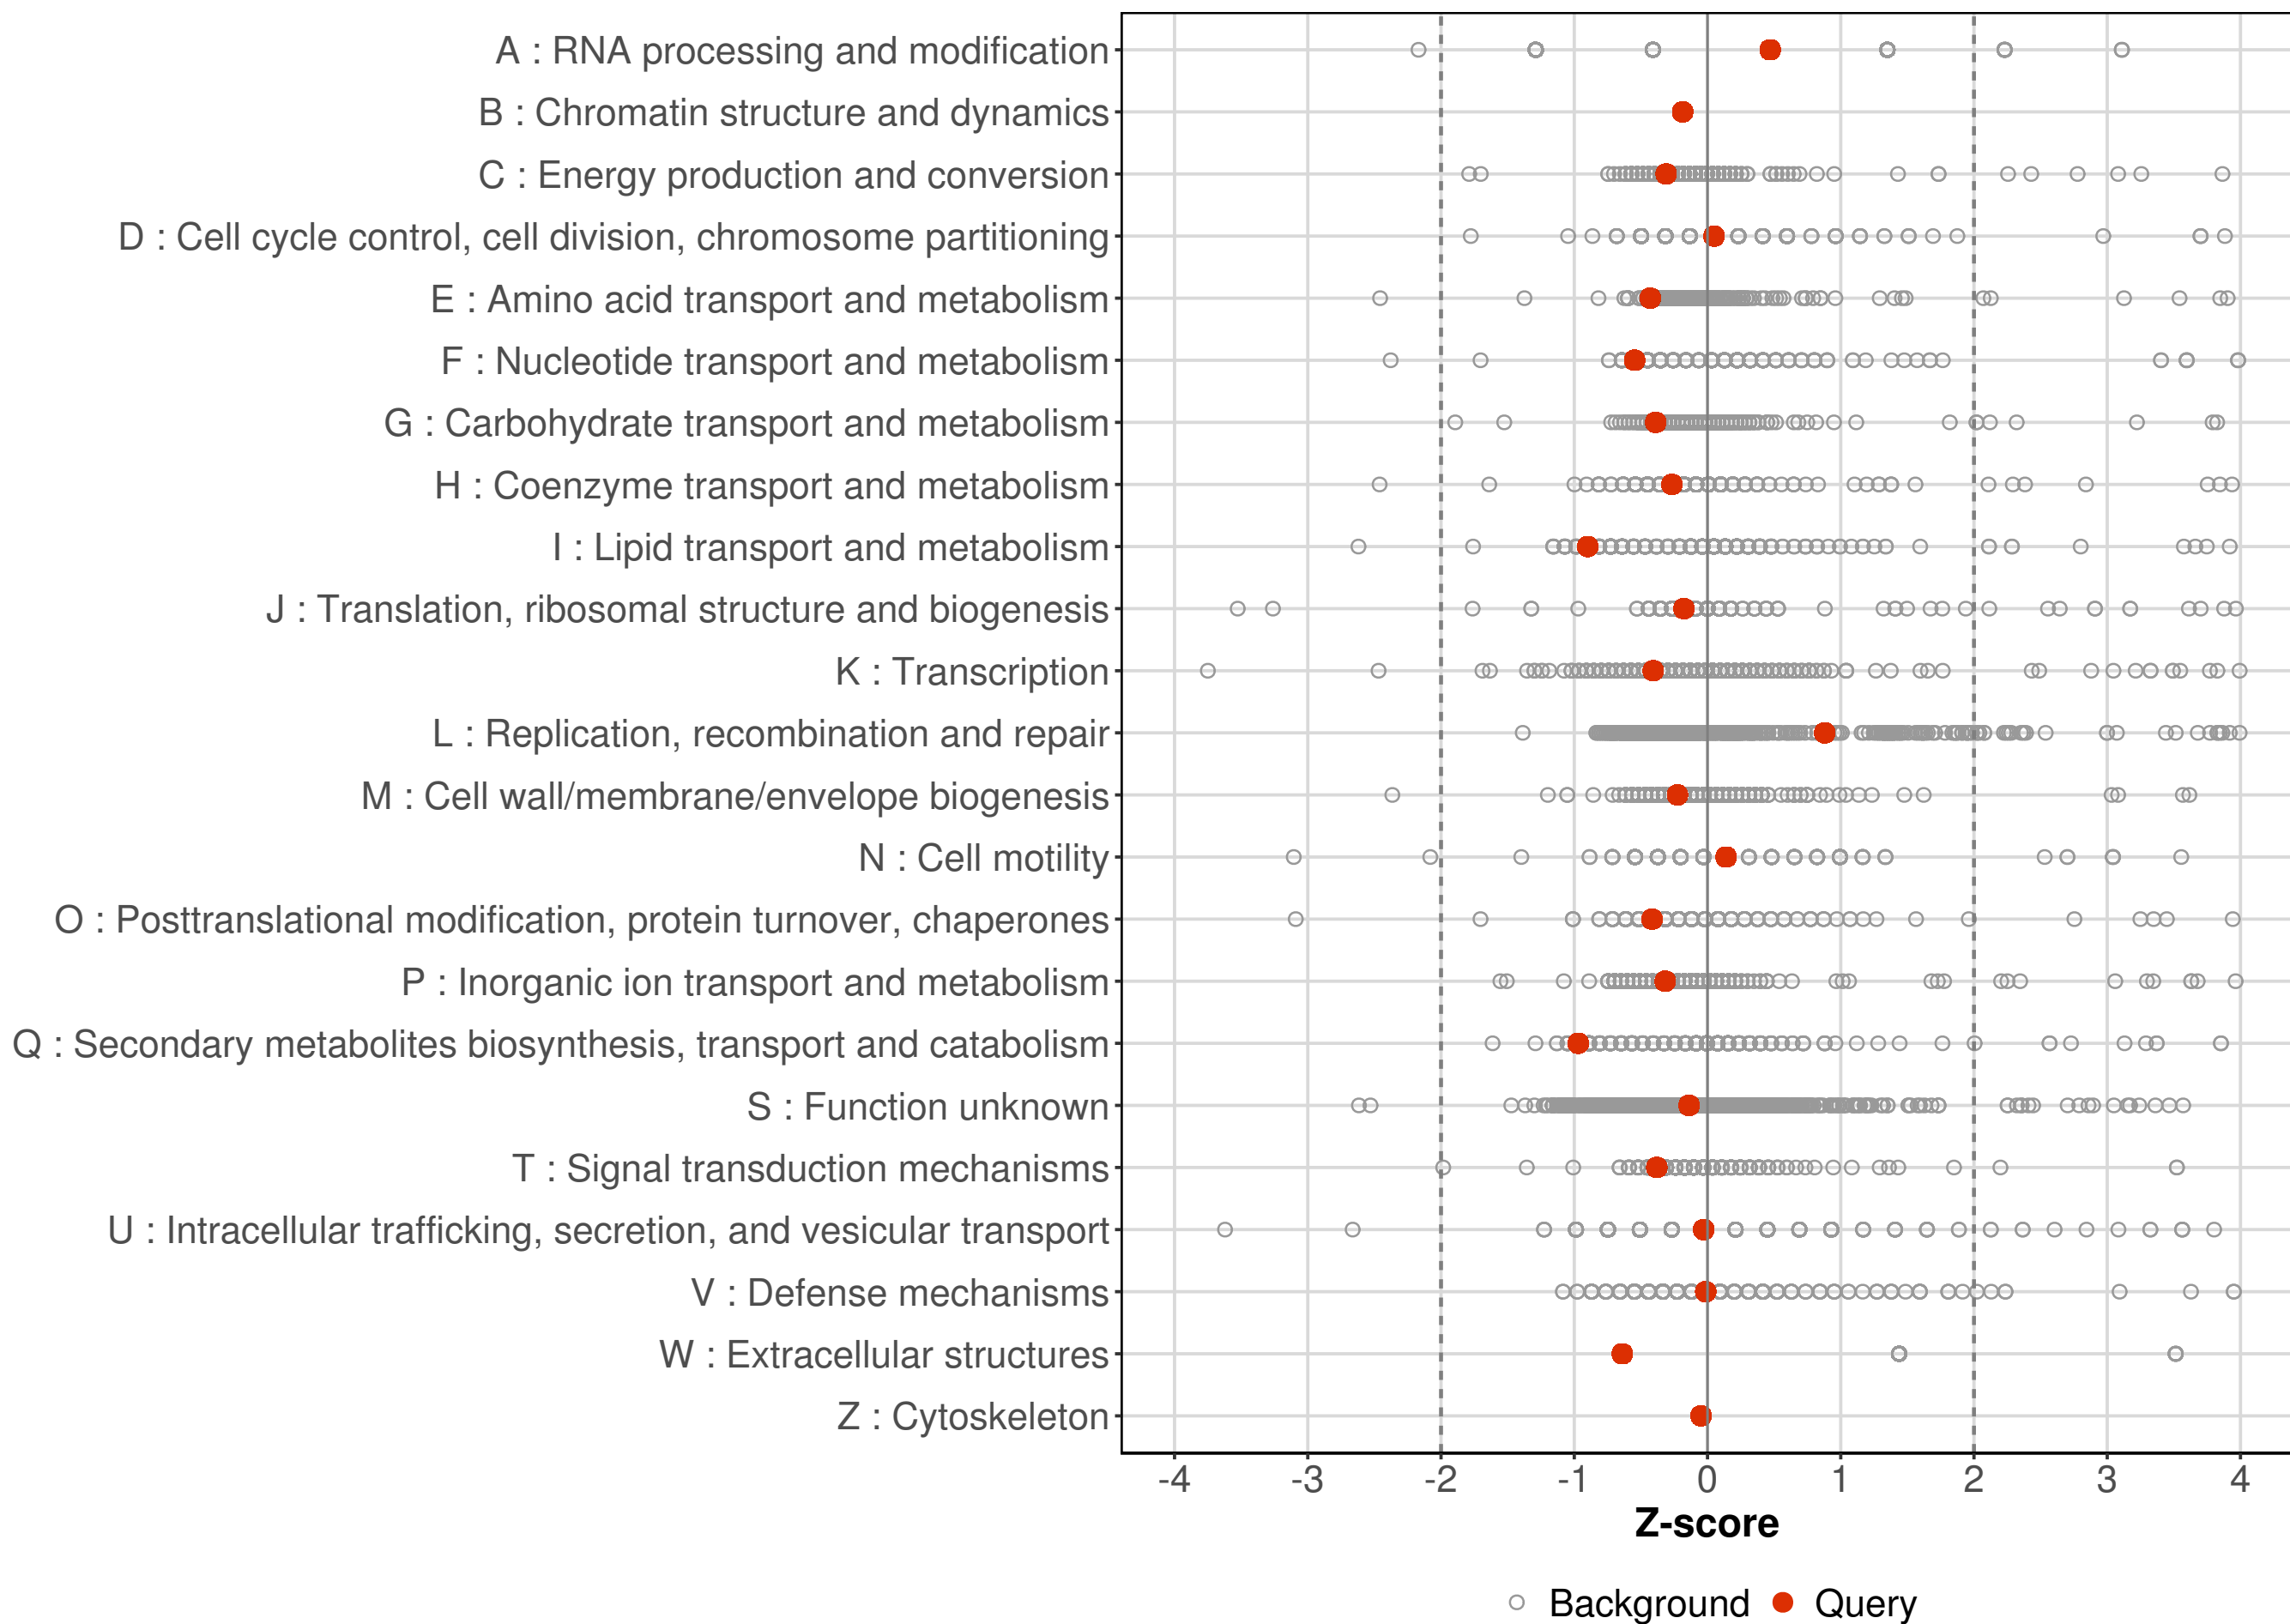 A : RNA processing and modification
B : Chromatin structure and dynamics
C : Energy production and conversion
D : Cell cycle control, cell division, chromosome partitioning
E : Amino acid transport and metabolism
F : Nucleotide transport and metabolism
G : Carbohydrate transport and metabolism
H : Coenzyme transport and metabolism
I : Lipid transport and metabolism
J : Translation, ribosomal structure and biogenesis
K : Transcription
L : Replication, recombination and repair
M : Cell wall/membrane/envelope biogenesis
N : Cell motility
O : Posttranslational modification, protein turnover, chaperones
P : Inorganic ion transport and metabolism
Q : Secondary metabolites biosynthesis, transport and catabolism
S : Function unknown
T : Signal transduction mechanisms
U : Intracellular trafficking, secretion, and vesicular transport
V : Defense mechanisms
W : Extracellular structures
Z : Cytoskeleton
-4 -3 -2 -1 0 1 2 3 4
Z-score
Background Query